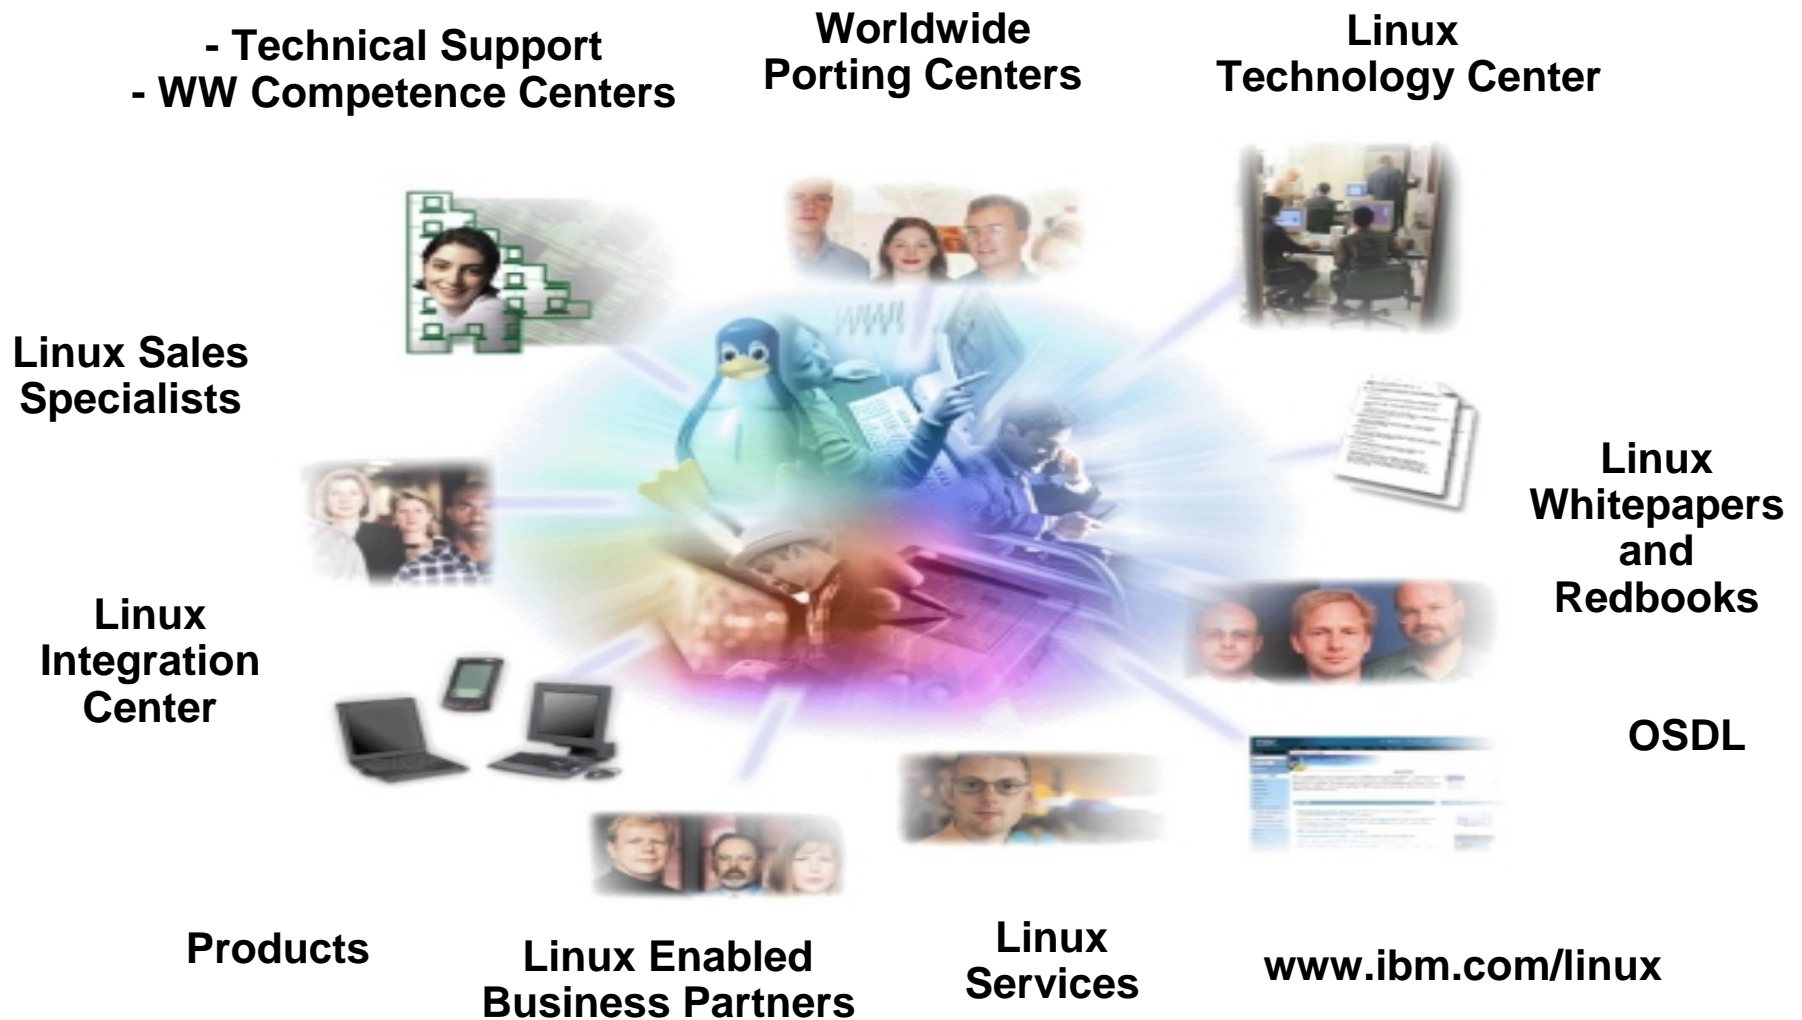 - Technical Support
- WW Competence Centers
Worldwide
Porting Centers
Linux
Technology Center
Linux Sales
Specialists
Linux
Whitepapers
and
Redbooks
Linux
Integration
Center
OSDL
Products
Linux Enabled
Business Partners
Linux
Services
www.ibm.com/linux